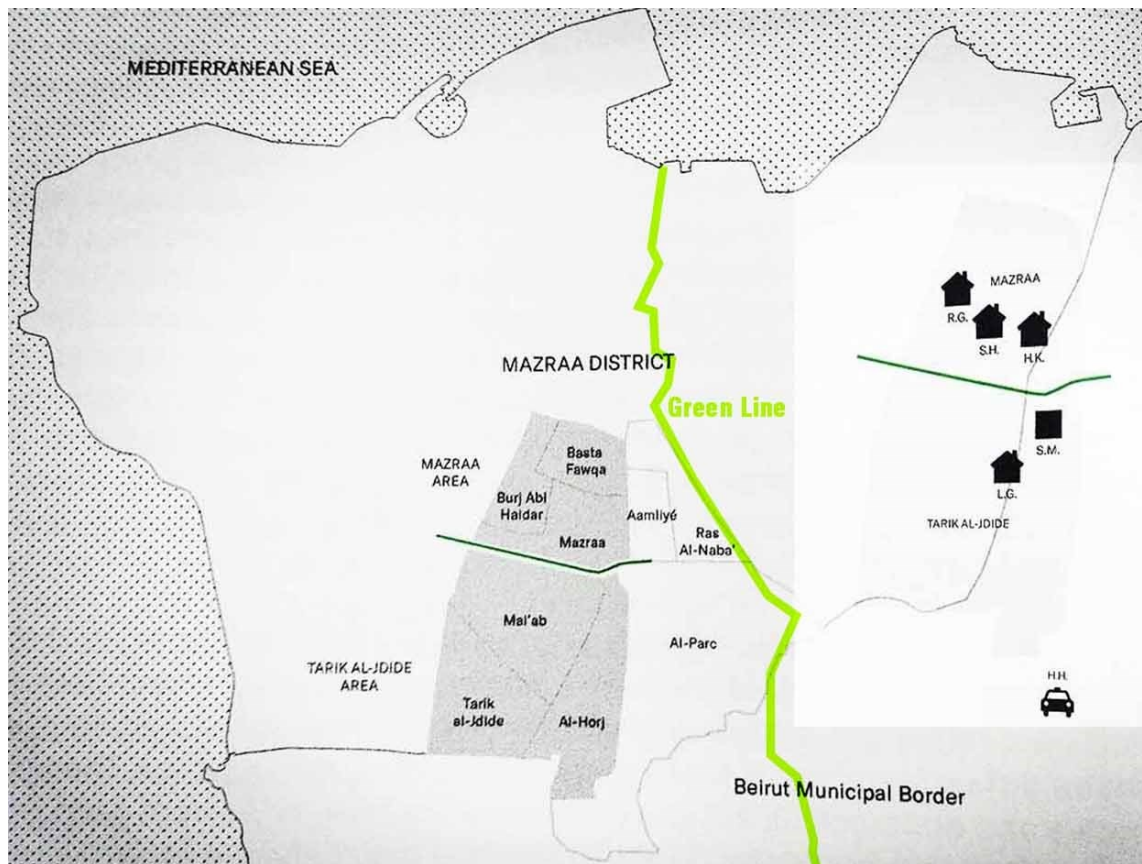 MEDITERRANEAN SEA
MAZRAA DISTRICT
Green Line
MAZRAA
AREA
Basta
Fawqa
Burj Abi
Haidar
Mazraa
Aamliyé
Ras
Al-Naba'
Mal'ab
Al-Parc
TARIK AL-JDIDE
AREA
Tarik
al-Jdide
Al-Horj
Beirut Municipal Border
MAZRAA
R.G.
S.H.
H.K.
S.M.
L.G.
TARIK AL-JDIDE
H.H.